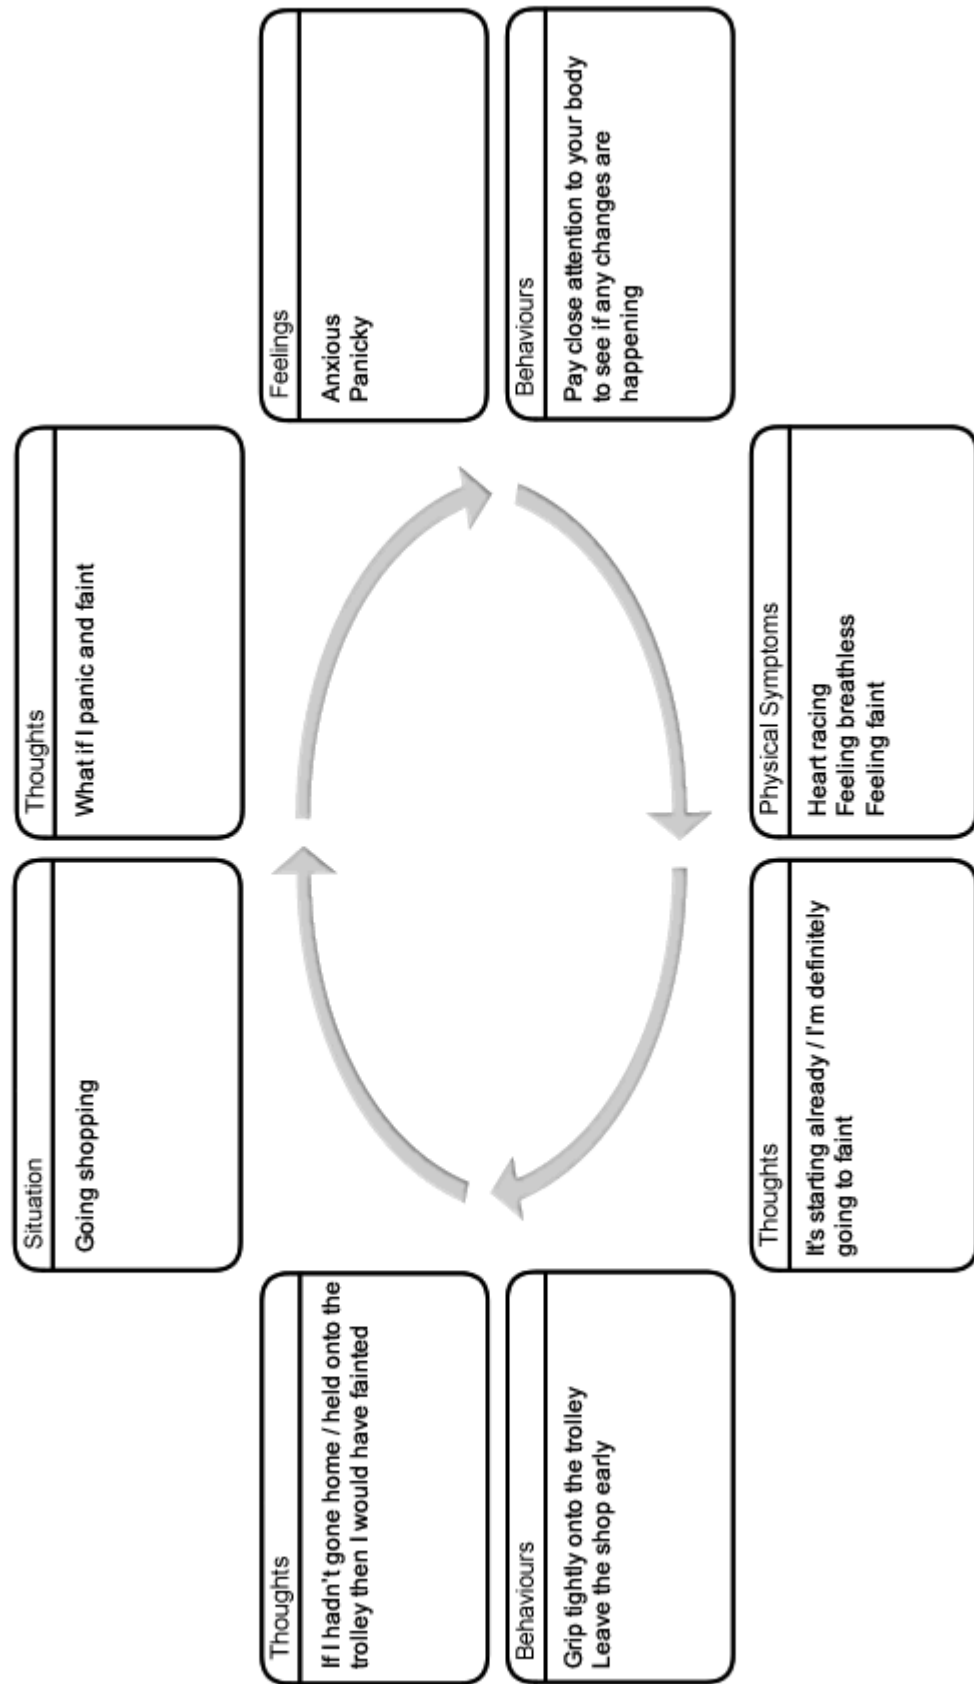 Situation
Going shopping
Thoughts
What if I panic and faint
Feelings
Anxious
Panicky
Behaviours
Pay close attention to your body
to see if any changes are
happening
Physical Symptoms
Heart racing
Feeling breathless
Feeling faint
Thoughts
It's starting already / I'm definitely
going to faint
Behaviours
Grip tightly onto the trolley
Leave the shop early
Thoughts
If I hadn't gone home / held onto the
trolley then I would have fainted